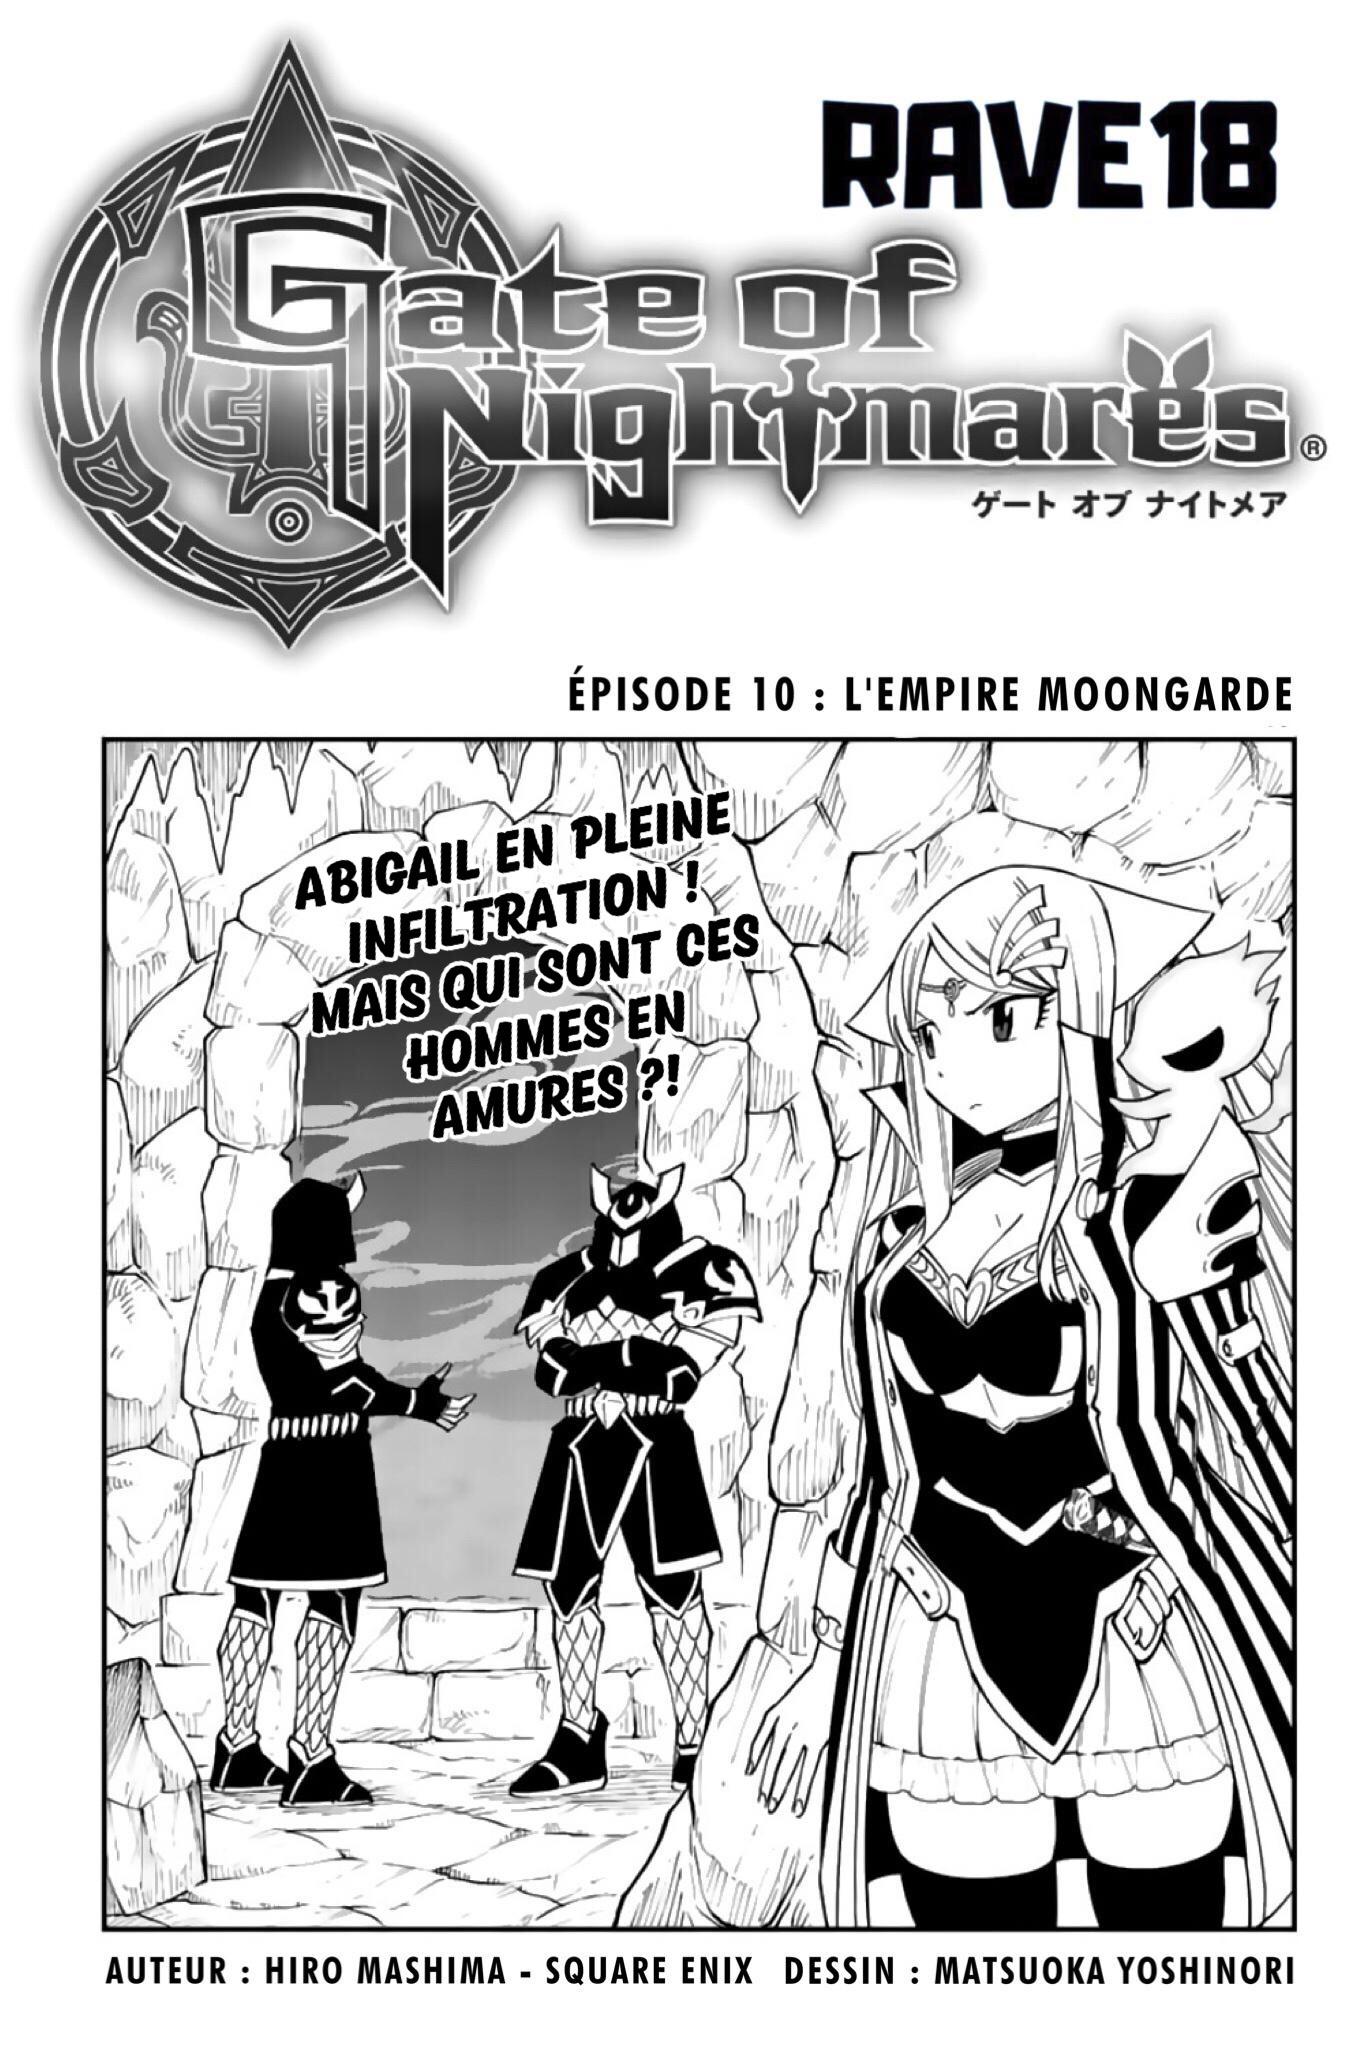 RAVE18
Gate of
Nightmares®
ゲート オブ ナイトメア
ÉPISODE 10 : L'EMPIRE MOONGARDE
ABIGAIL EN PLEINE
INFILTRATION !
MAIS QUI SONT CES
HOMMES EN
AMURES ?!
AUTEUR : HIRO MASHIMA - SQUARE ENIX DESSIN : MATSUOKA YOSHINORI